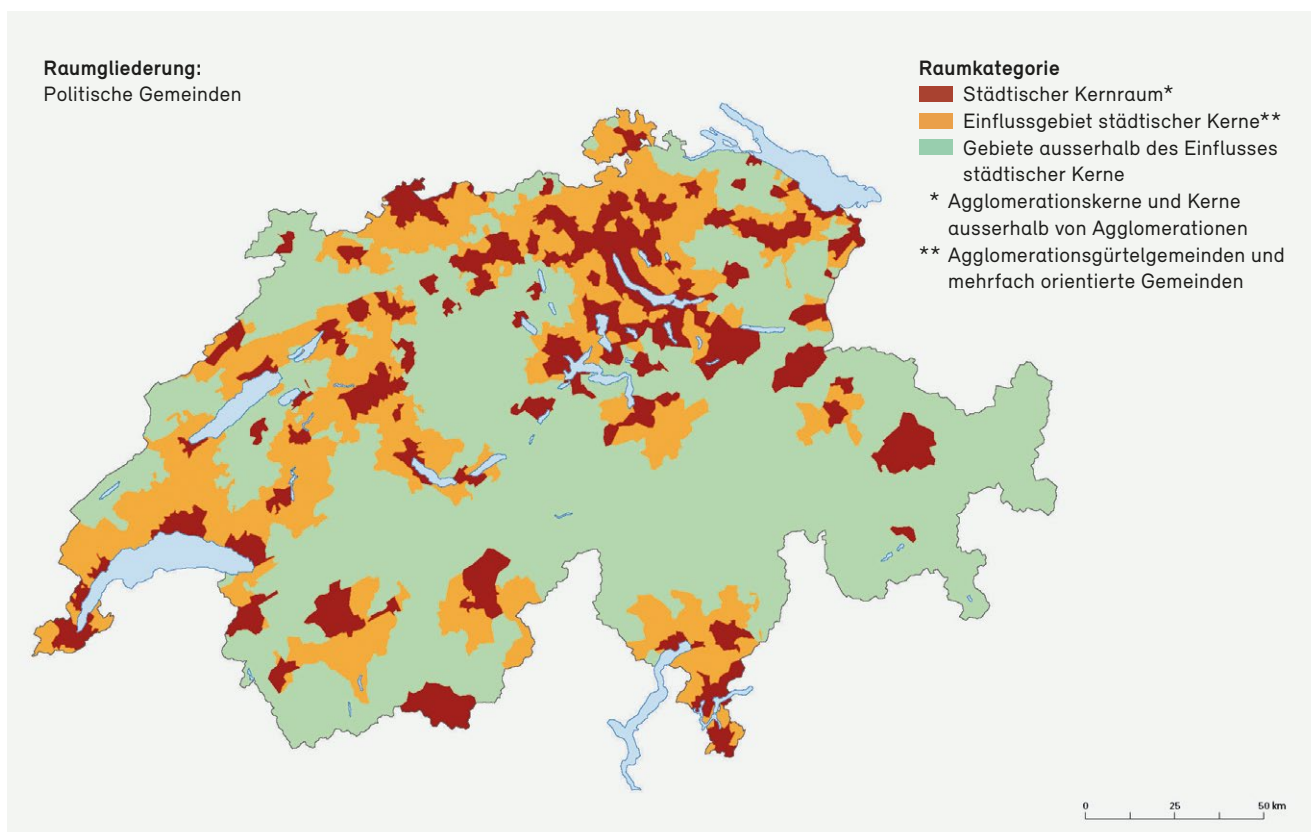 Raumgliederung:
Politische Gemeinden
Raumkategorie
Städtischer Kernraum*
Einflussgebiet städtischer Kerne**
Gebiete ausserhalb des Einflusses
städtischer Kerne
* Agglomerationskerne und Kerne
ausserhalb von Agglomerationen
** Agglomerationsgürtelgemeinden und
mehrfach orientierte Gemeinden
0 25 50 km